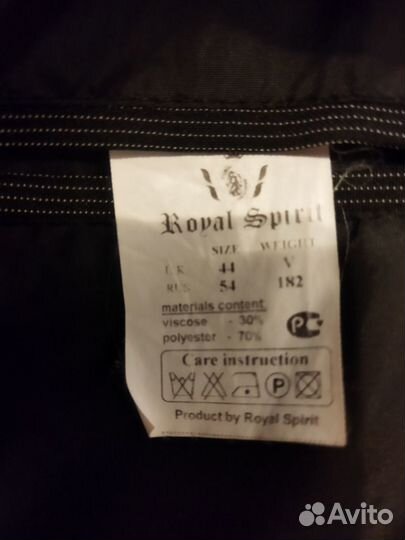 Royal Spirit
SIZE WEIGHT
UK 44 V
RUS 54 182
materials content
viscose - 30%
polyester - 70%
Care instruction
P
Product by Royal Spirit
Avito